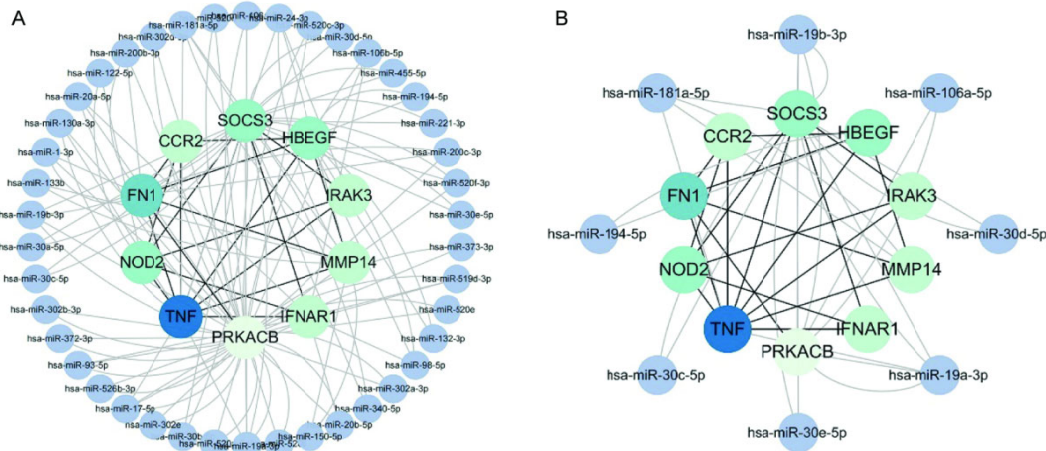 A
hsa-miR-24-3p
hsa-miR-181a-5p
hsa-miR-520c-3p
hsa-miR-30d-5p
hsa-miR-200b-3p
hsa-miR-106b-5p
hsa-miR-122-5p
hsa-miR-455-5p
hsa-miR-20a-5p
hsa-miR-194-5p
hsa-miR-130a-3p
hsa-miR-221-3p
hsa-miR-1-3p
hsa-miR-200c-3p
hsa-miR-133b
hsa-miR-520f-3p
hsa-miR-19b-3p
hsa-miR-30e-5p
hsa-miR-30a-5p
hsa-miR-373-3p
hsa-miR-30c-5p
hsa-miR-519d-3p
hsa-miR-302b-3p
hsa-miR-520e
hsa-miR-372-3p
hsa-miR-132-3p
hsa-miR-93-5p
hsa-miR-98-5p
hsa-miR-526b-3p
hsa-miR-302a-3p
hsa-miR-17-5p
hsa-miR-340-5p
hsa-miR-302e
hsa-miR-20b-5p
hsa-miR-30b
hsa-miR-150-5p
hsa-miR-19a-3p
SOCS3
CCR2
HBEGF
FN1
IRAK3
NOD2
MMP14
TNF
IFNAR1
PRKACB
B
hsa-miR-19b-3p
hsa-miR-181a-5p
hsa-miR-106a-5p
SOCS3
CCR2
HBEGF
FN1
IRAK3
hsa-miR-194-5p
hsa-miR-30d-5p
NOD2
MMP14
TNF
IFNAR1
PRKACB
hsa-miR-30c-5p
hsa-miR-19a-3p
hsa-miR-30e-5p